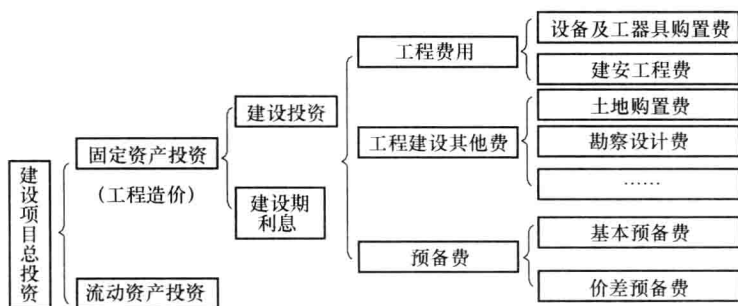 建设项目总投资
固定资产投资
(工程造价)
流动资产投资
建设投资
建设期
利息
工程费用
工程建设其他费
预备费
设备及工器具购置费
建安工程费
土地购置费
勘察设计费
……
基本预备费
价差预备费